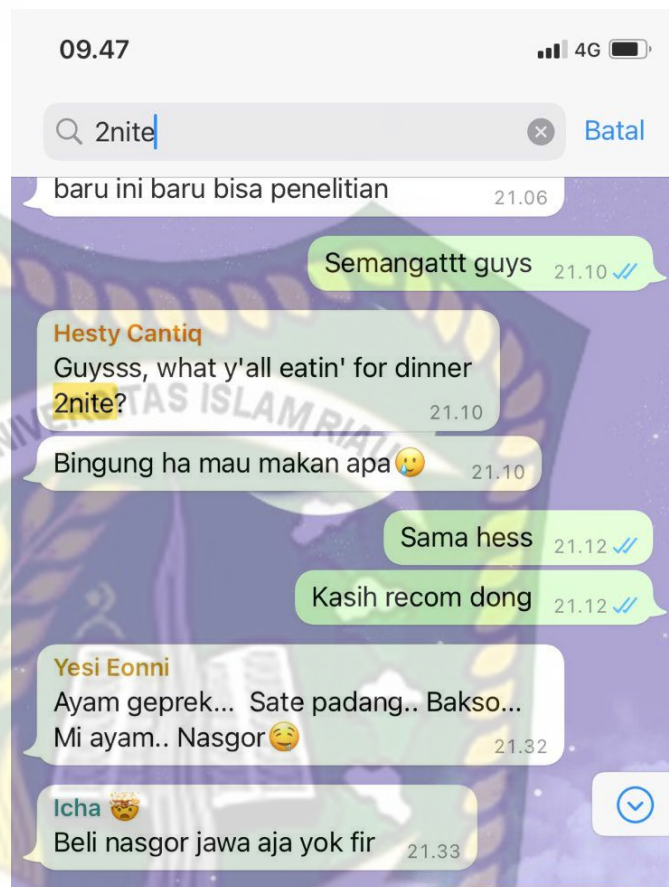 09.47
4G
2nite
Batal
baru ini baru bisa penelitian 21.06
Semangattt guys 21.10
Hesty Cantiq
Guysss, what y'all eatin' for dinner
2nite? 21.10
UNIVERSITAS ISLAM RIAU
Bingung ha mau makan apa🥲 21.10
Sama hess 21.12
Kasih recom dong 21.12
Yesi Eonni
Ayam geprek... Sate padang.. Bakso...
Mi ayam.. Nasgor🤤 21.32
Icha 🤯
Beli nasgor jawa aja yok fir 21.33